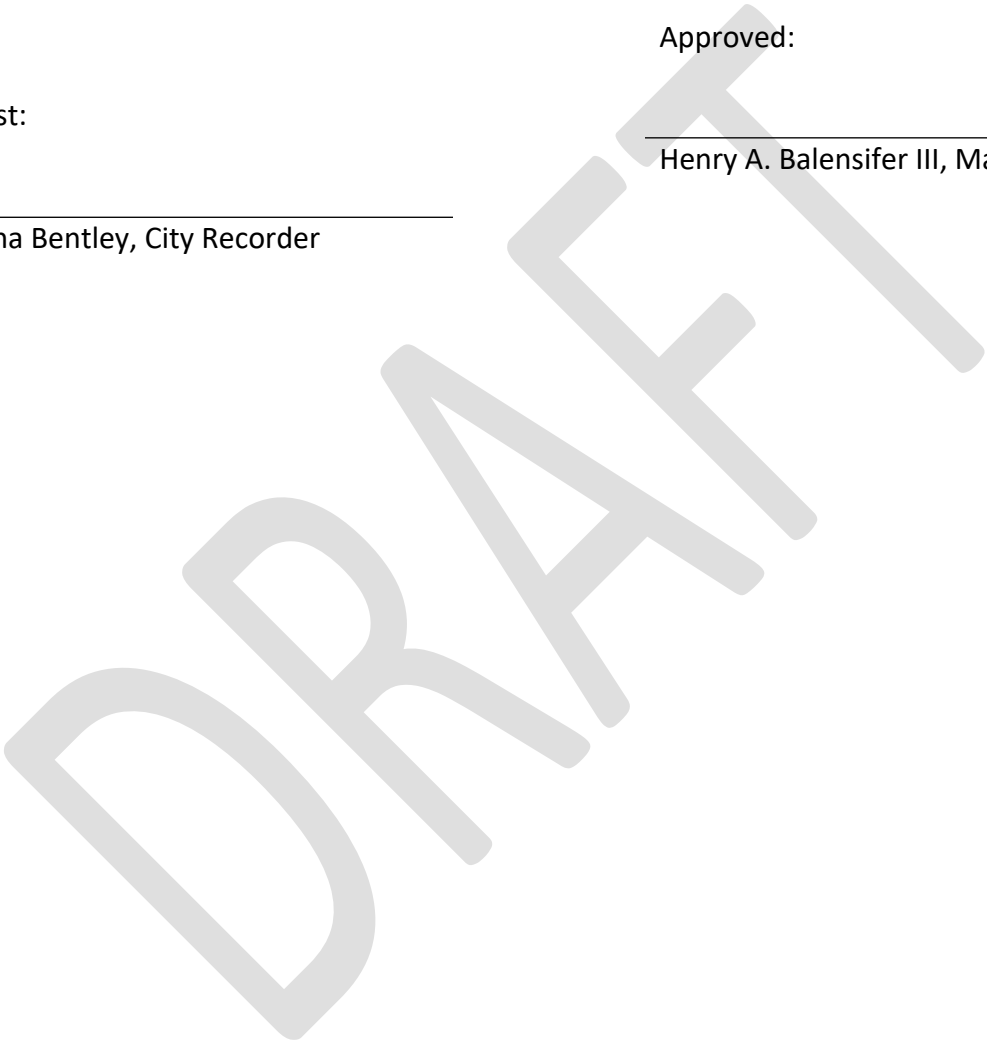 Approved:
st:
Henry A. Balensifer III, Ma
na Bentley, City Recorder
DRAFT